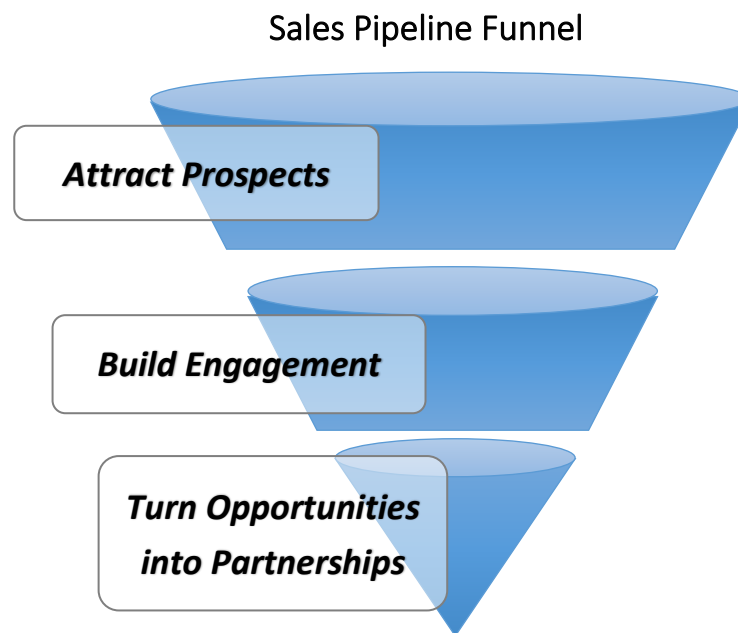 Sales Pipeline Funnel
Attract Prospects
Build Engagement
Turn Opportunities
into Partnerships